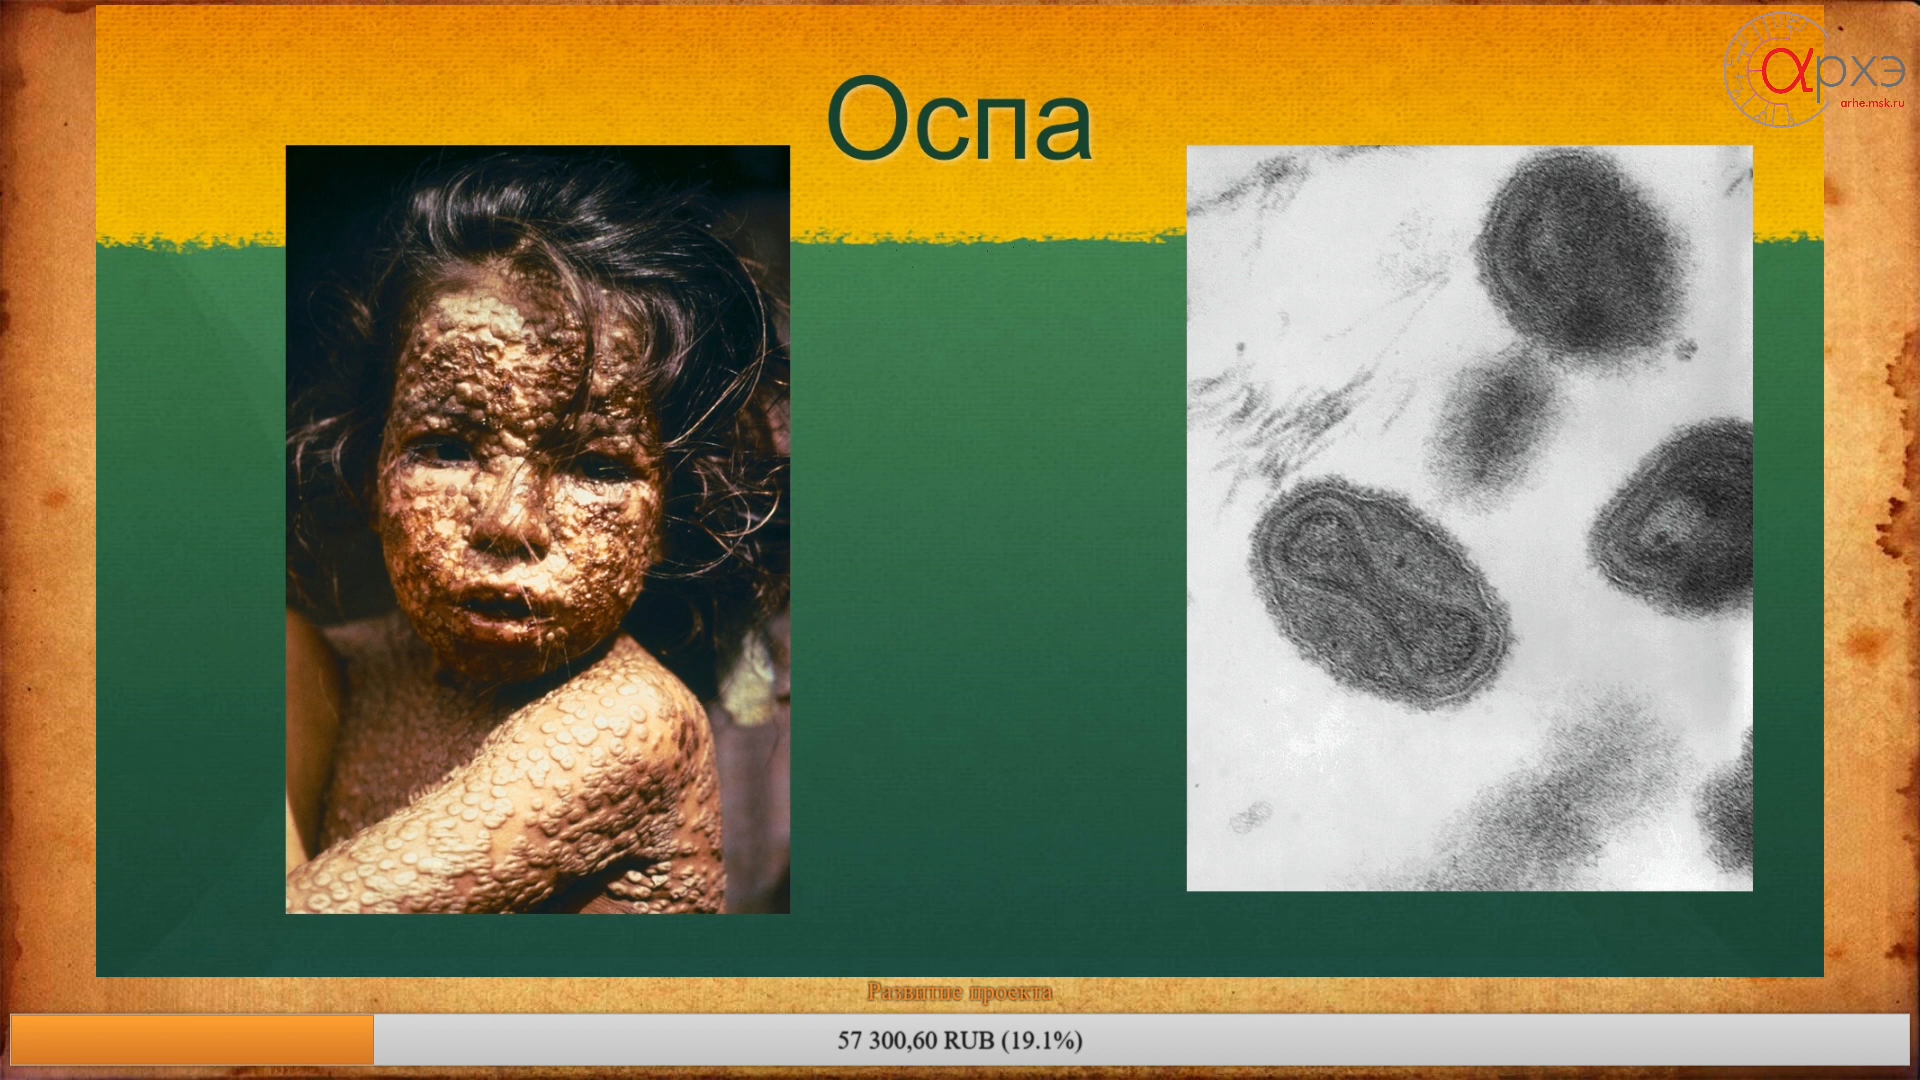 Оспа
αрхэ
arhe.msk.ru
Развитие проекта
57 300,60 RUB (19.1%)